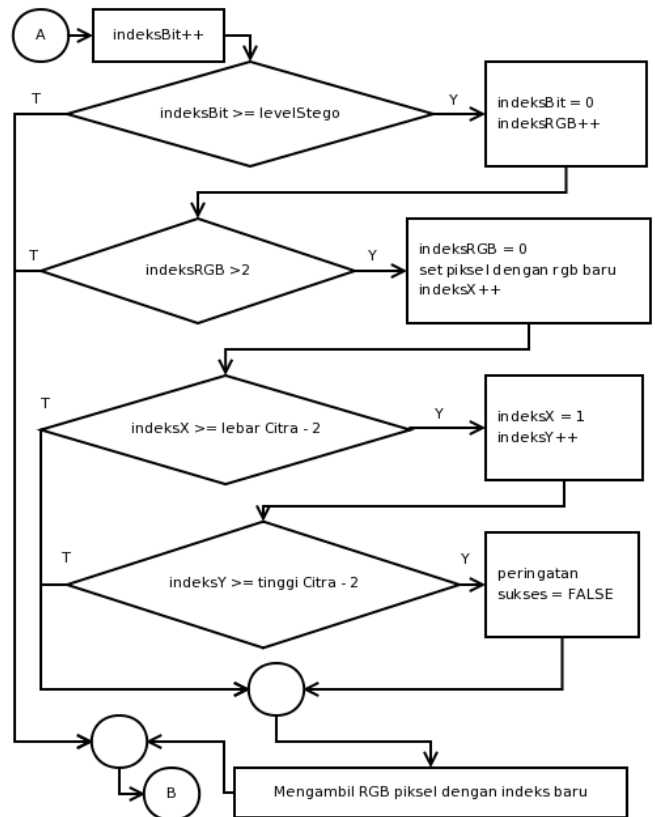 A
indeksBit++
T
indeksBit >= levelStego
Y
indeksBit = 0
indeksRGB++
T
indeksRGB >2
Y
indeksRGB = 0
set piksel dengan rgb baru
indeksX++
T
indeksX >= lebar Citra - 2
Y
indeksX = 1
indeksY++
T
indeksY >= tinggi Citra - 2
Y
peringatan
sukses = FALSE
B
Mengambil RGB piksel dengan indeks baru